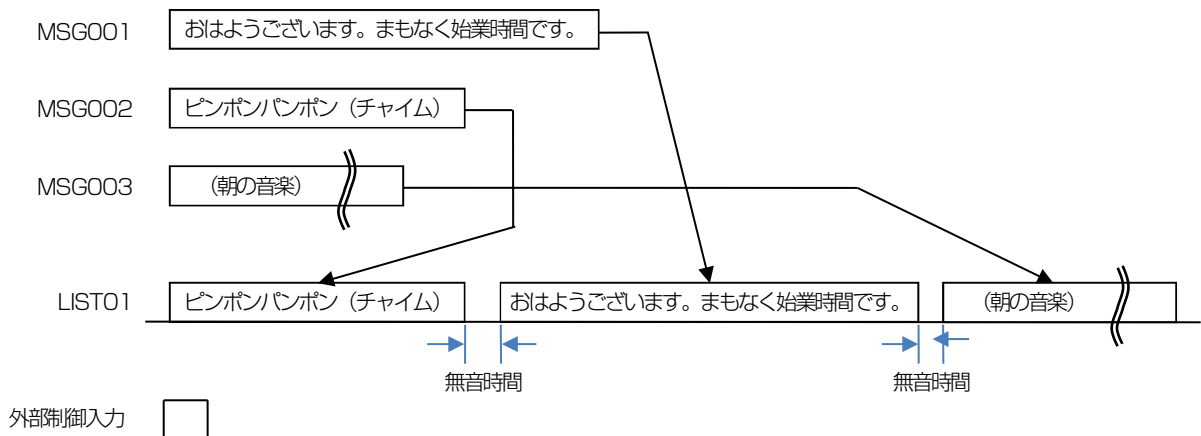 MSG001 おはようございます。まもなく始業時間です。
MSG002 ピンポンパンポン（チャイム）
MSG003 （朝の音楽）
LIST01 ピンポンパンポン（チャイム） おはようございます。まもなく始業時間です。 （朝の音楽）
無音時間 無音時間
外部制御入力